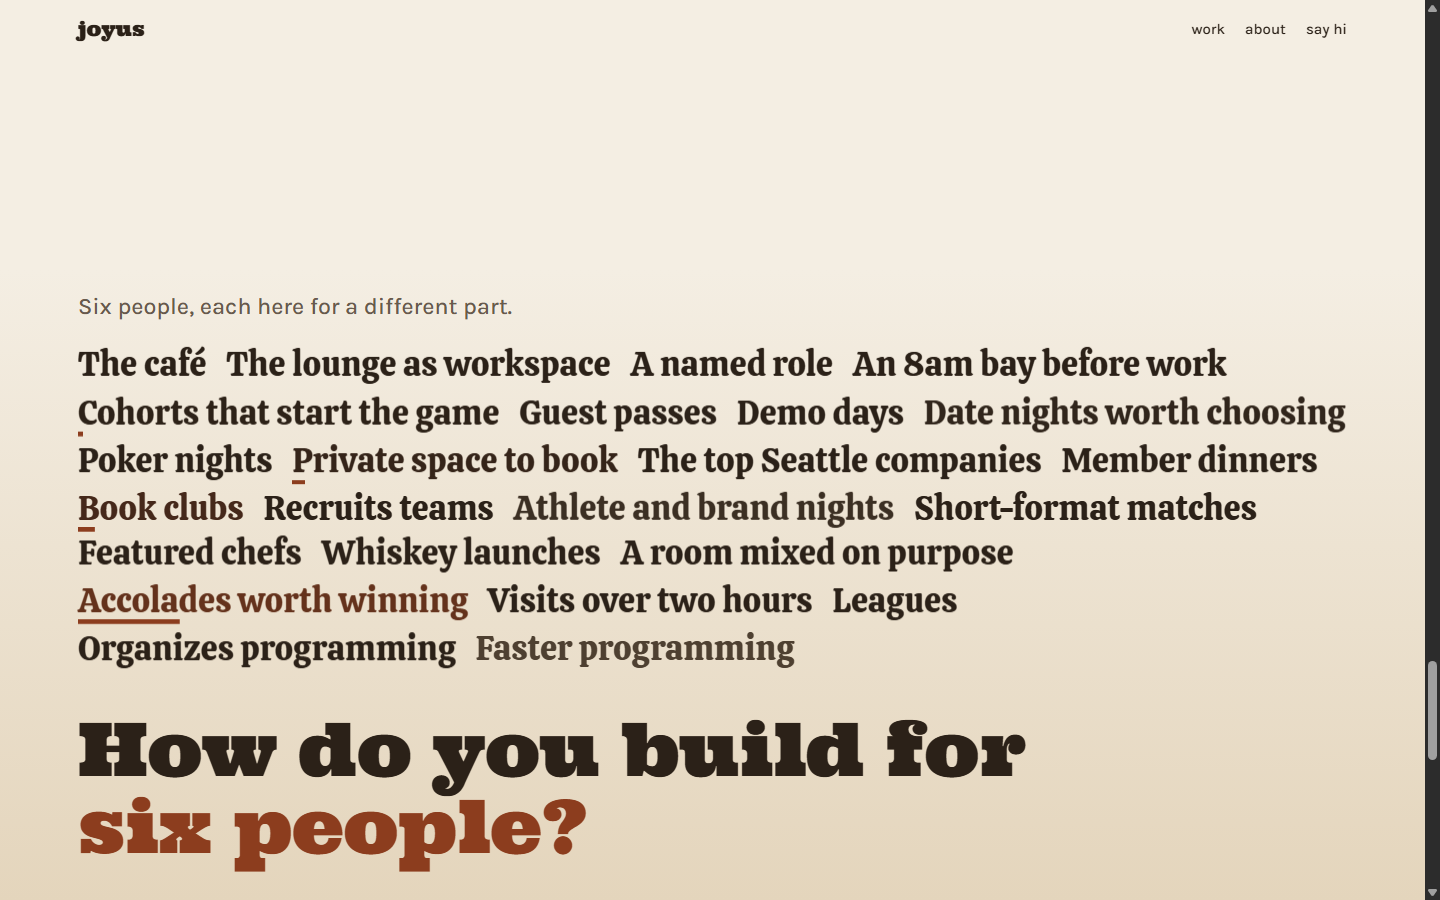 joyus
work about say hi
Six people, each here for a different part.
The café The lounge as workspace A named role An 8am bay before work
Cohorts that start the game Guest passes Demo days Date nights worth choosing
Poker nights Private space to book The top Seattle companies Member dinners
Book clubs Recruits teams Athlete and brand nights Short-format matches
Featured chefs Whiskey launches A room mixed on purpose
Accolades worth winning Visits over two hours Leagues
Organizes programming Faster programming
How do you build for
six people?